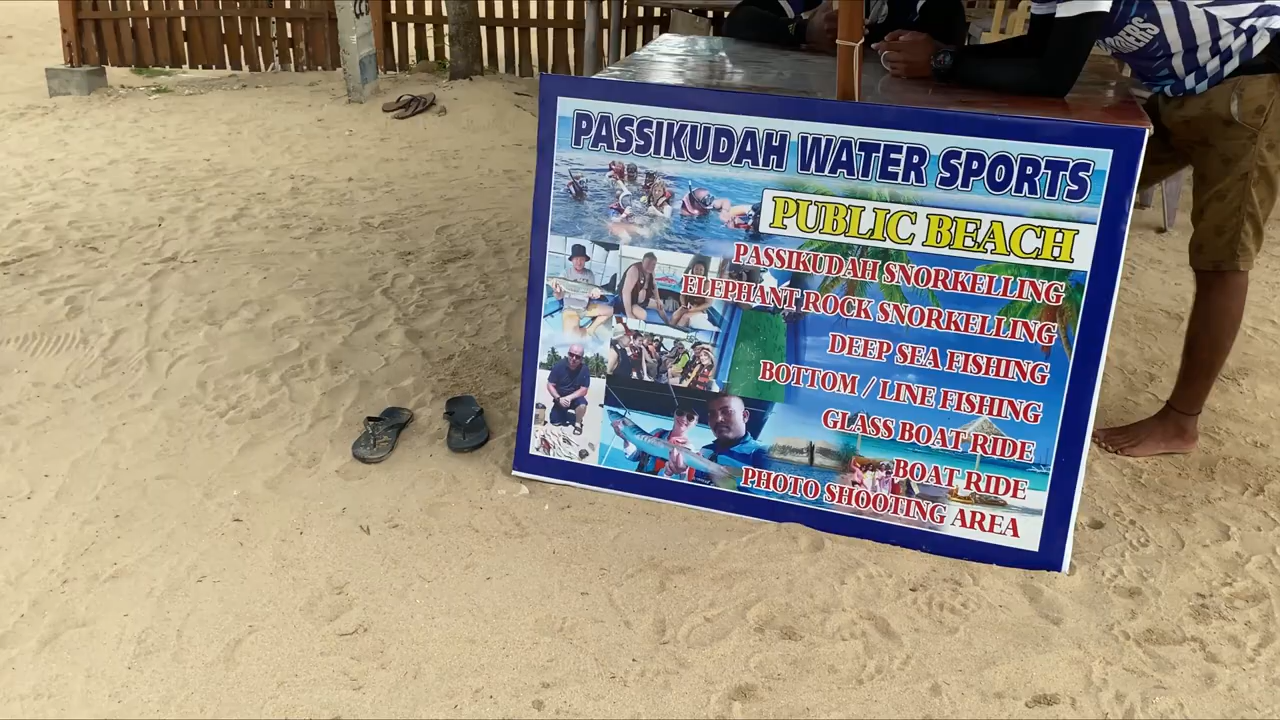 PASSIKUDAH WATER SPORTS
PUBLIC BEACH
PASSIKUDAH SNORKELLING
ELEPHANT ROCK SNORKELLING
DEEP SEA FISHING
BOTTOM / LINE FISHING
GLASS BOAT RIDE
BOAT RIDE
PHOTO SHOOTING AREA